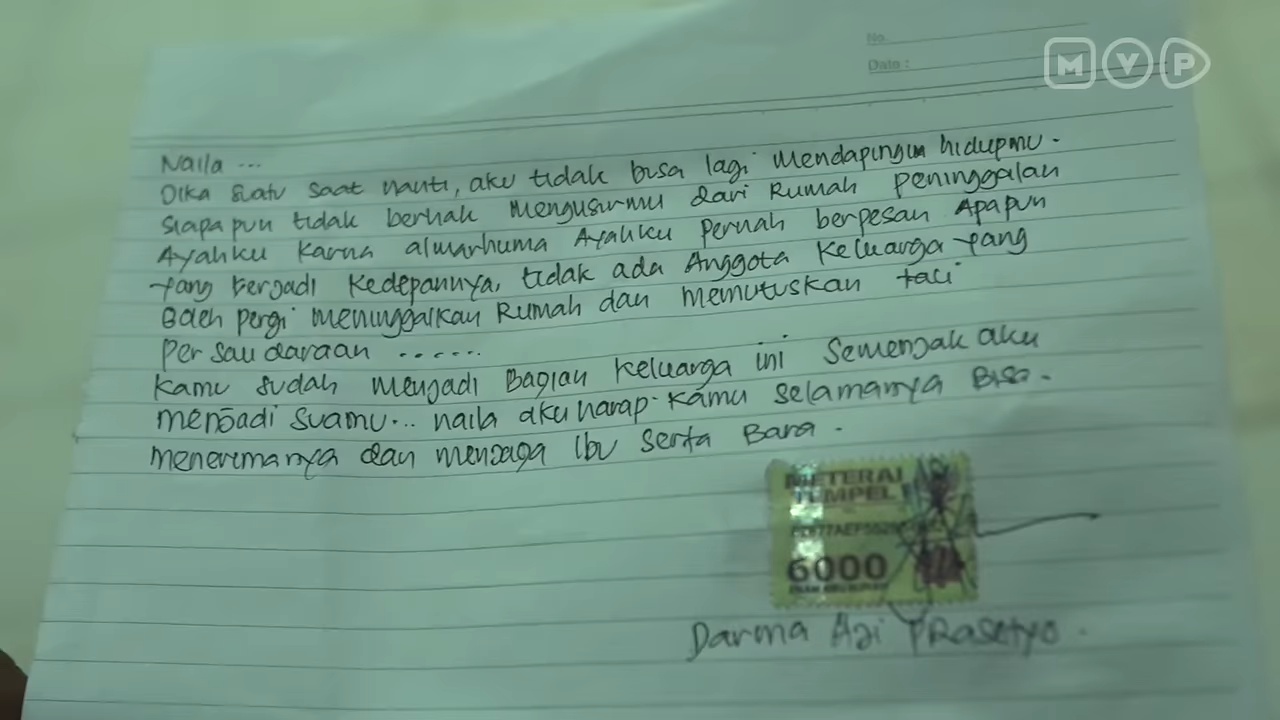 No.
Date :
MVP
Naila ...
Jika suatu saat nanti, aku tidak bisa lagi Mendapingin hidupmu.
Siapapun tidak berhak Mengusirmu dari Rumah peninggalan
Ayahku karna almarhuma Ayahku pernah berpesan Apapun
yang terjadi kedepannya, tidak ada Anggota keluarga yang
Boleh pergi meninggalkan Rumah dan memutuskan tali
Persaudaraan ......
kamu sudah menjadi Bagian keluarga ini semenjak aku
menjadi suamu... naila aku harap. kamu selamanya Bisa.
menerimanya dan menjaga Ibu serta Bara.
METERAI
TEMPEL
6000
Darma Aji PRasetyo.